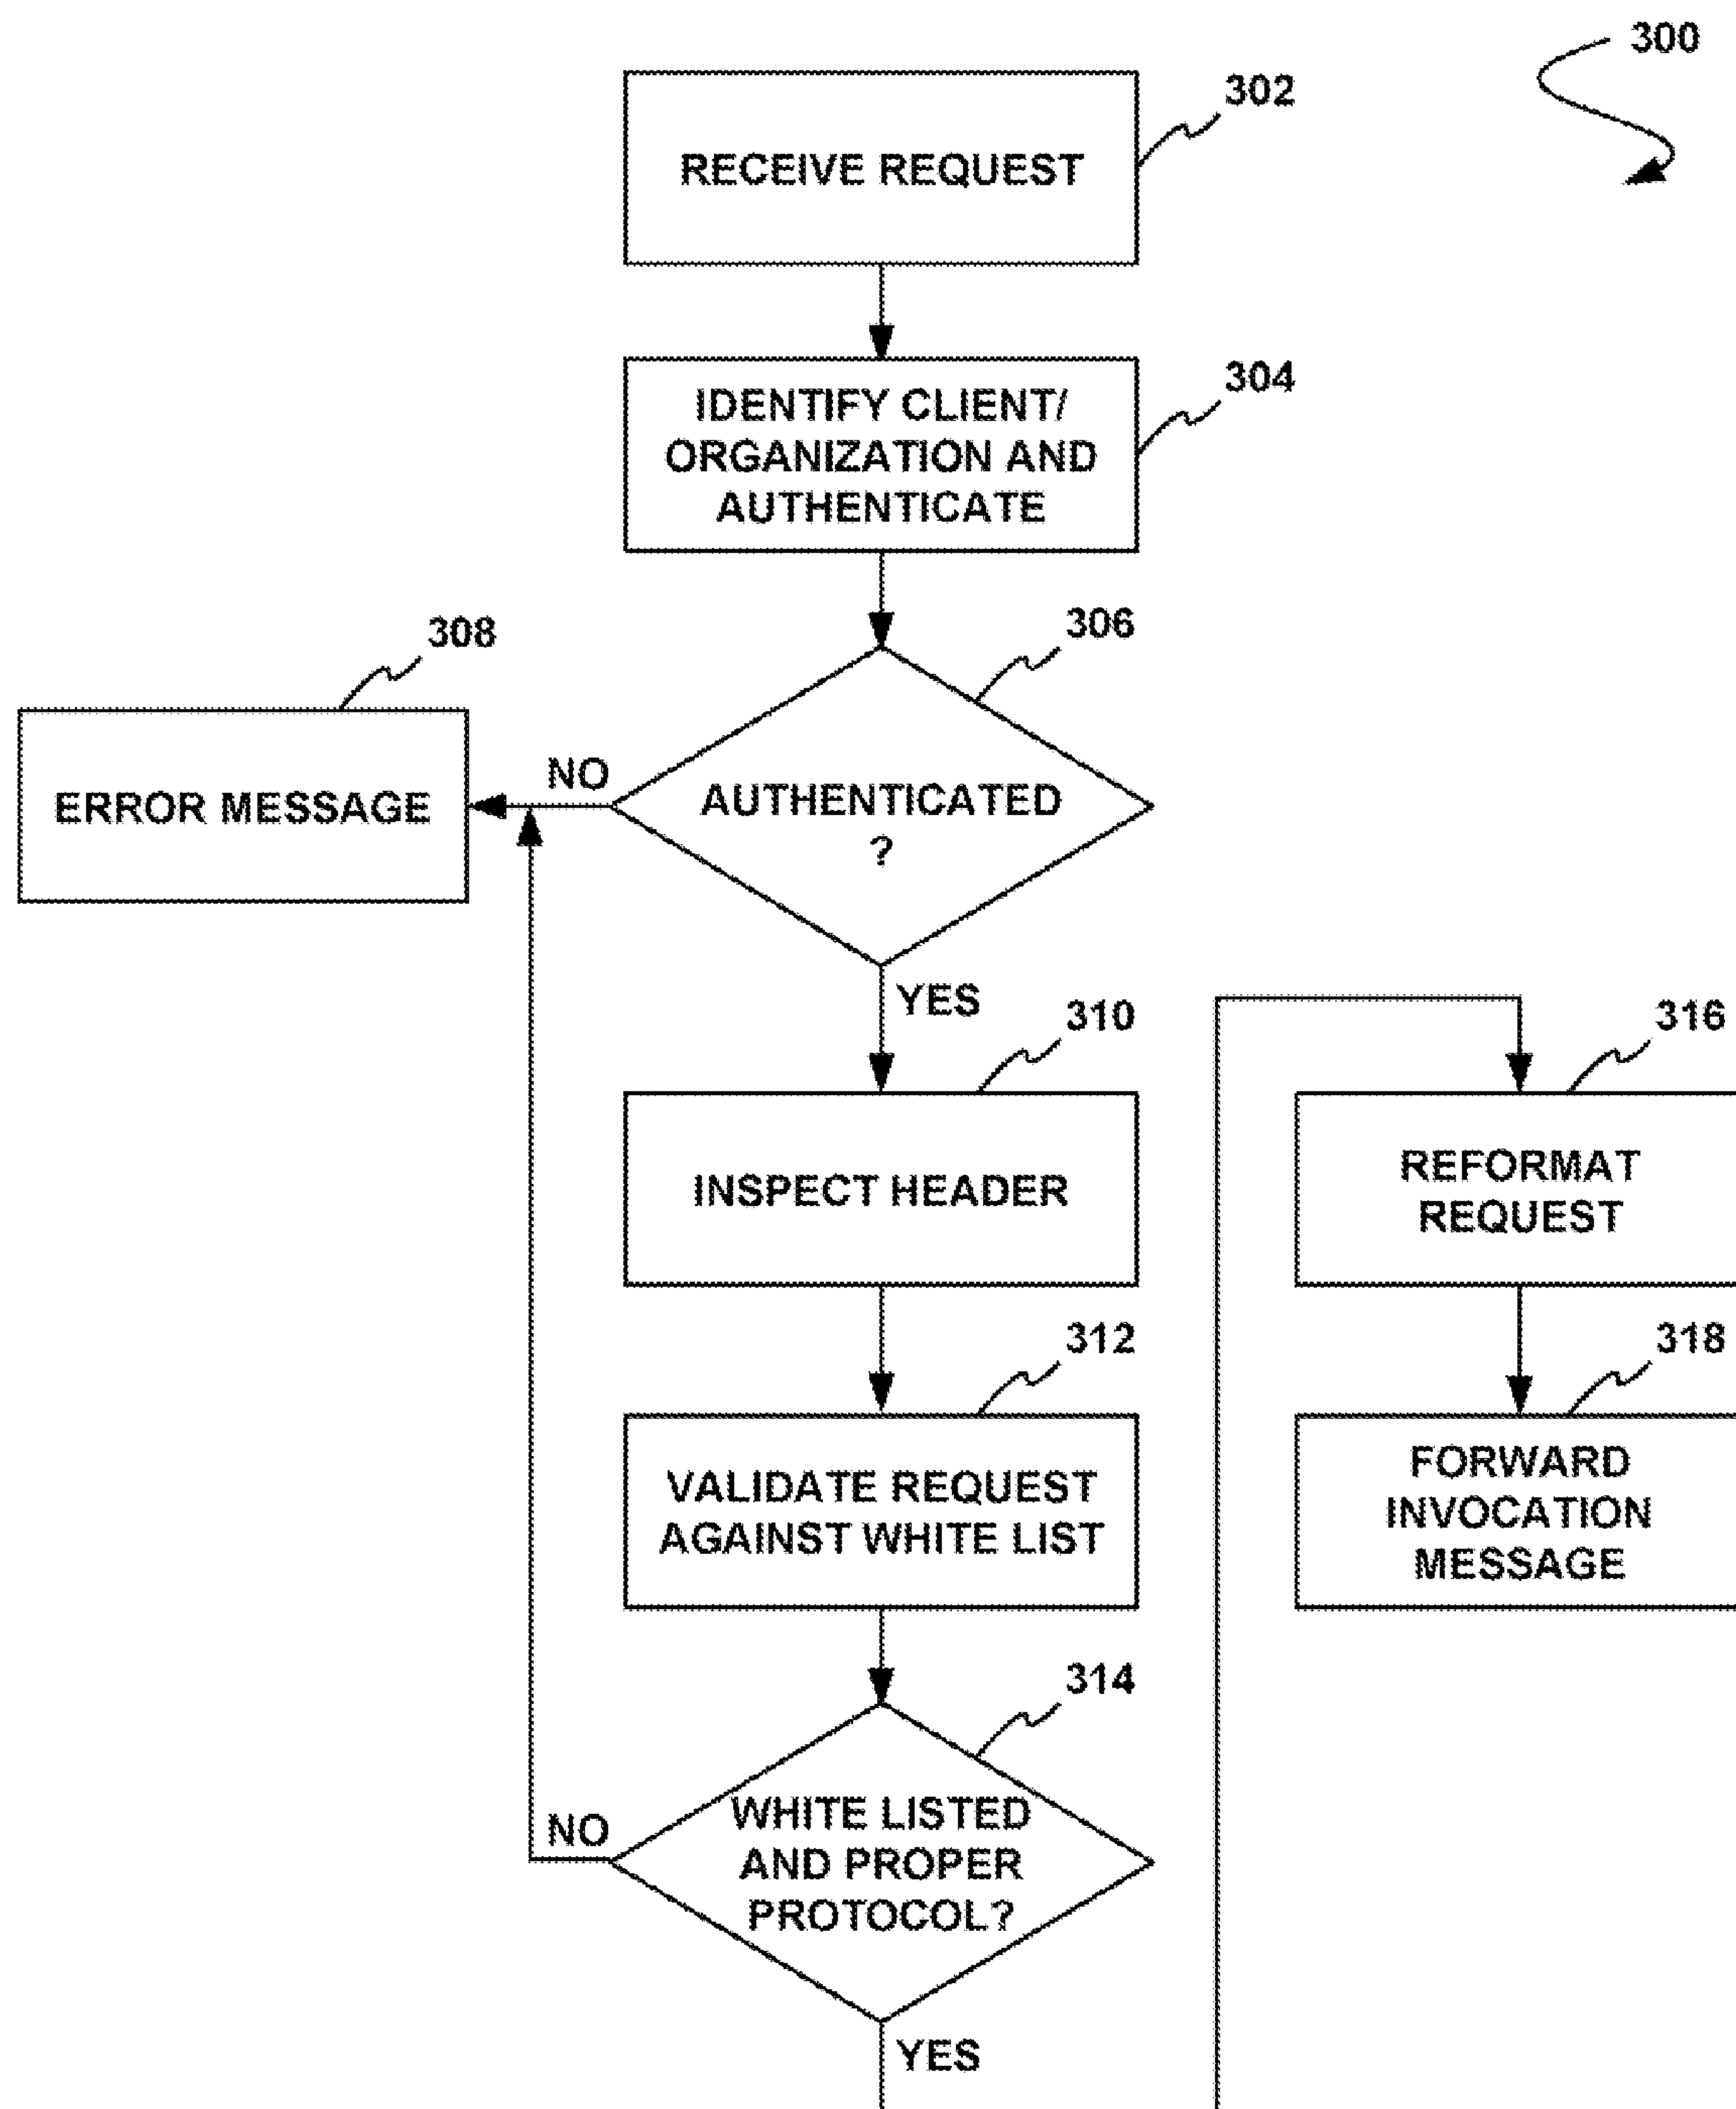 300
302
RECEIVE REQUEST
304
IDENTIFY CLIENT/
ORGANIZATION AND
AUTHENTICATE
306
308
NO
AUTHENTICATED
?
ERROR MESSAGE
YES
310
INSPECT HEADER
312
VALIDATE REQUEST
AGAINST WHITE LIST
314
NO
WHITE LISTED
AND PROPER
PROTOCOL?
YES
316
REFORMAT
REQUEST
318
FORWARD
INVOCATION
MESSAGE